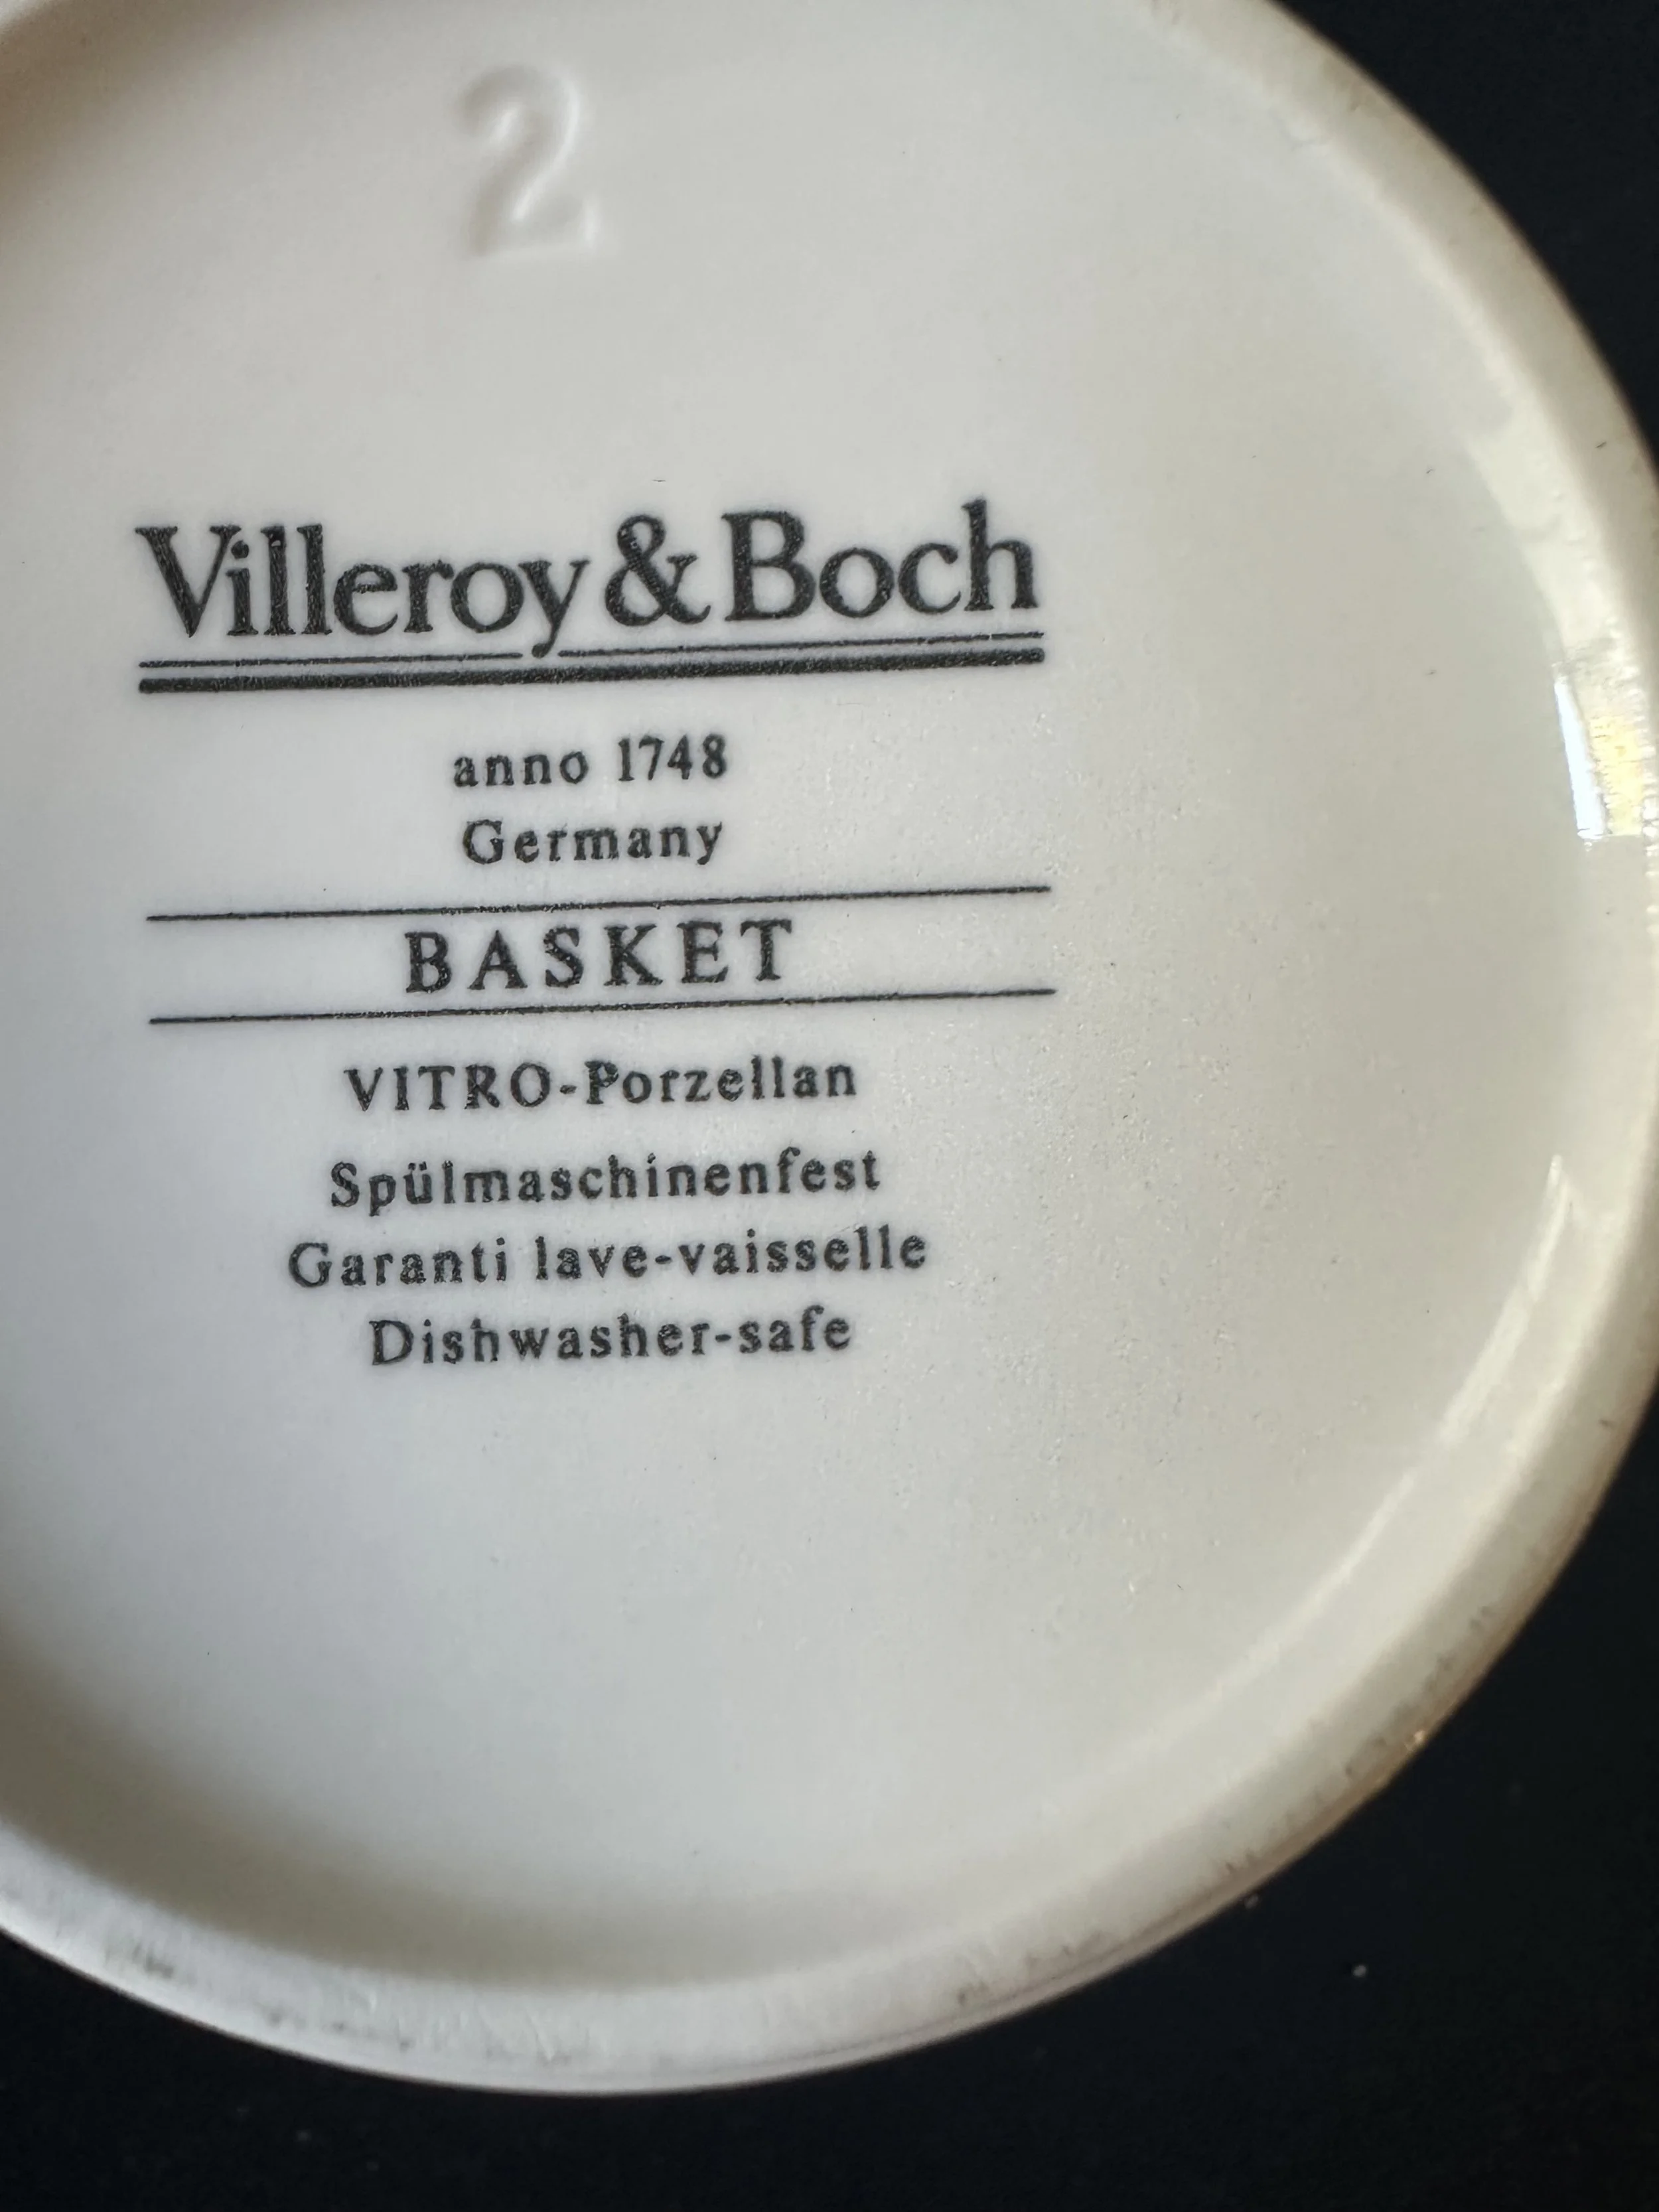 2
Villeroy & Boch
anno 1748
Germany
BASKET
VITRO-Porzellan
Spülmaschinenfest
Garanti lave-vaisselle
Dishwasher-safe